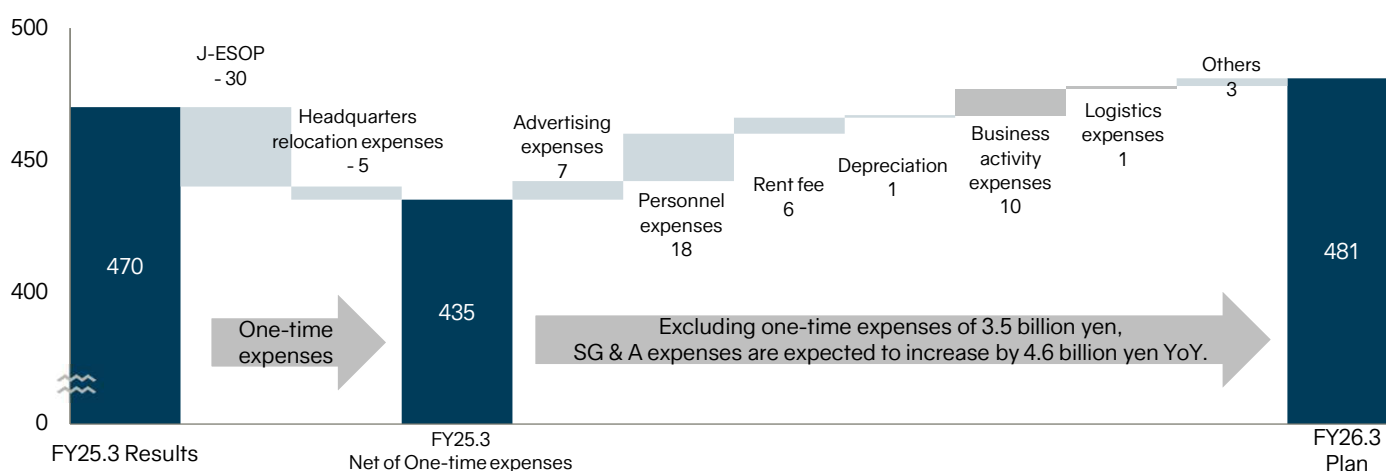 500
450
400
0
J-ESOP
- 30
Headquarters
relocation expenses
- 5
Advertising
expenses
7
Personnel
expenses
18
Rent fee
6
Depreciation
1
Business
activity
expenses
10
Logistics
expenses
1
Others
3
470
435
481
One-time
expenses
Excluding one-time expenses of 3.5 billion yen,
SG & A expenses are expected to increase by 4.6 billion yen YoY.
FY25.3 Results
FY25.3
Net of One-time expenses
FY26.3
Plan